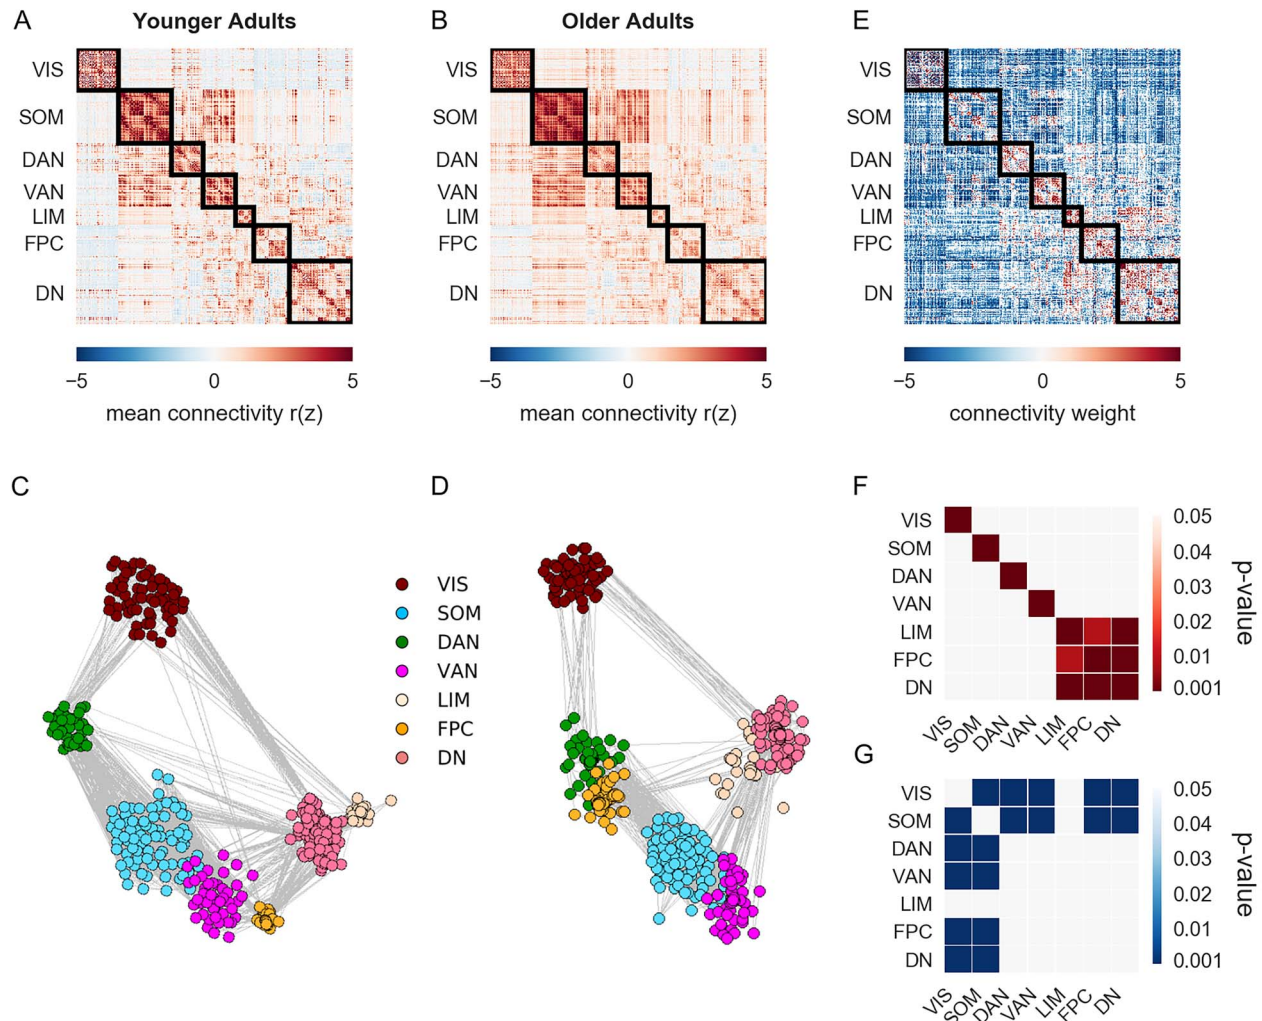 A
Younger Adults
VIS
SOM
DAN
VAN
LIM
FPC
DN
−5
0
5
mean connectivity r(z)
B
Older Adults
VIS
SOM
DAN
VAN
LIM
FPC
DN
−5
0
5
mean connectivity r(z)
E
VIS
SOM
DAN
VAN
LIM
FPC
DN
−5
0
5
connectivity weight
C
VIS
SOM
DAN
VAN
LIM
FPC
DN
D
F
VIS
SOM
DAN
VAN
LIM
FPC
DN
VIS
SOM
DAN
VAN
LIM
FPC
DN
0.05
0.04
0.03
0.02
0.01
0.001
p-value
G
VIS
SOM
DAN
VAN
LIM
FPC
DN
VIS
SOM
DAN
VAN
LIM
FPC
DN
0.05
0.04
0.03
0.02
0.01
0.001
p-value